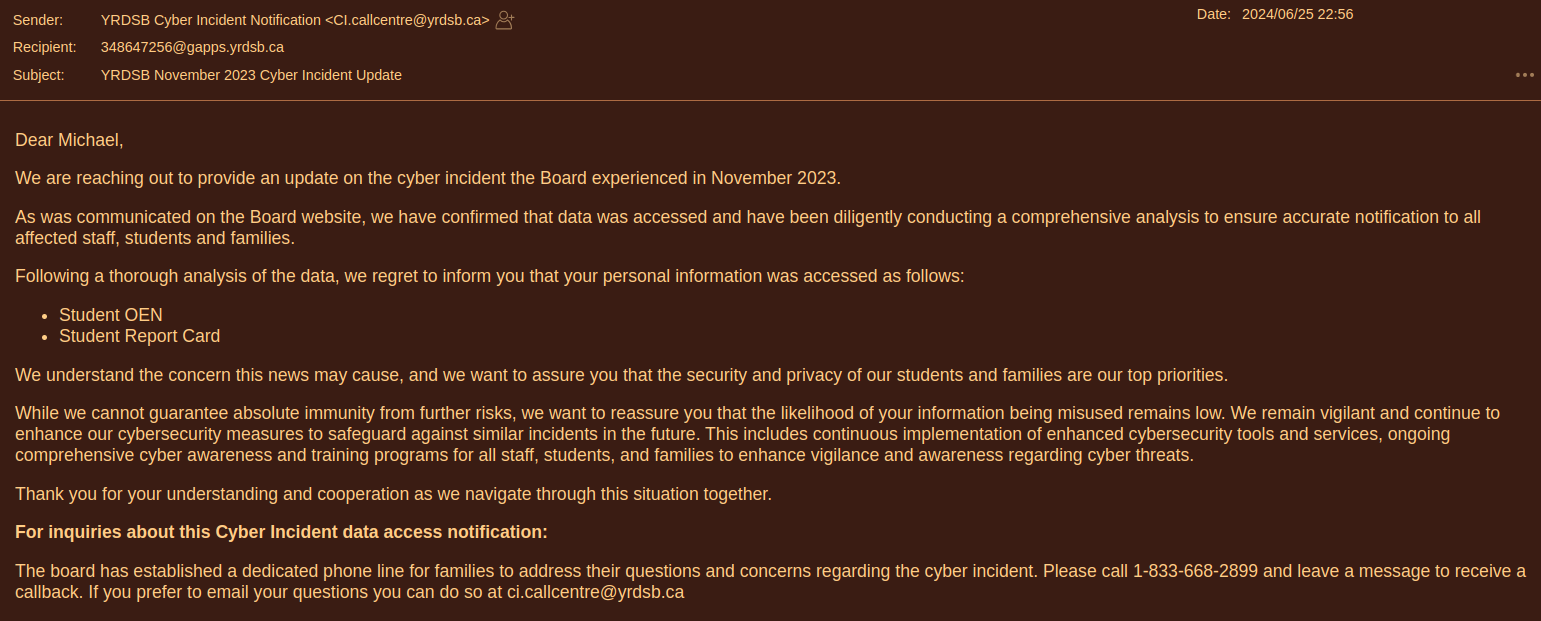 Sender: YRDSB Cyber Incident Notification <CI.callcentre@yrdsb.ca>
Date: 2024/06/25 22:56
Recipient: 348647256@gapps.yrdsb.ca
Subject: YRDSB November 2023 Cyber Incident Update
Dear Michael,
We are reaching out to provide an update on the cyber incident the Board experienced in November 2023.
As was communicated on the Board website, we have confirmed that data was accessed and have been diligently conducting a comprehensive analysis to ensure accurate notification to all
affected staff, students and families.
Following a thorough analysis of the data, we regret to inform you that your personal information was accessed as follows:
• Student OEN
• Student Report Card
We understand the concern this news may cause, and we want to assure you that the security and privacy of our students and families are our top priorities.
While we cannot guarantee absolute immunity from further risks, we want to reassure you that the likelihood of your information being misused remains low. We remain vigilant and continue to
enhance our cybersecurity measures to safeguard against similar incidents in the future. This includes continuous implementation of enhanced cybersecurity tools and services, ongoing
comprehensive cyber awareness and training programs for all staff, students, and families to enhance vigilance and awareness regarding cyber threats.
Thank you for your understanding and cooperation as we navigate through this situation together.
For inquiries about this Cyber Incident data access notification:
The board has established a dedicated phone line for families to address their questions and concerns regarding the cyber incident. Please call 1-833-668-2899 and leave a message to receive a
callback. If you prefer to email your questions you can do so at ci.callcentre@yrdsb.ca